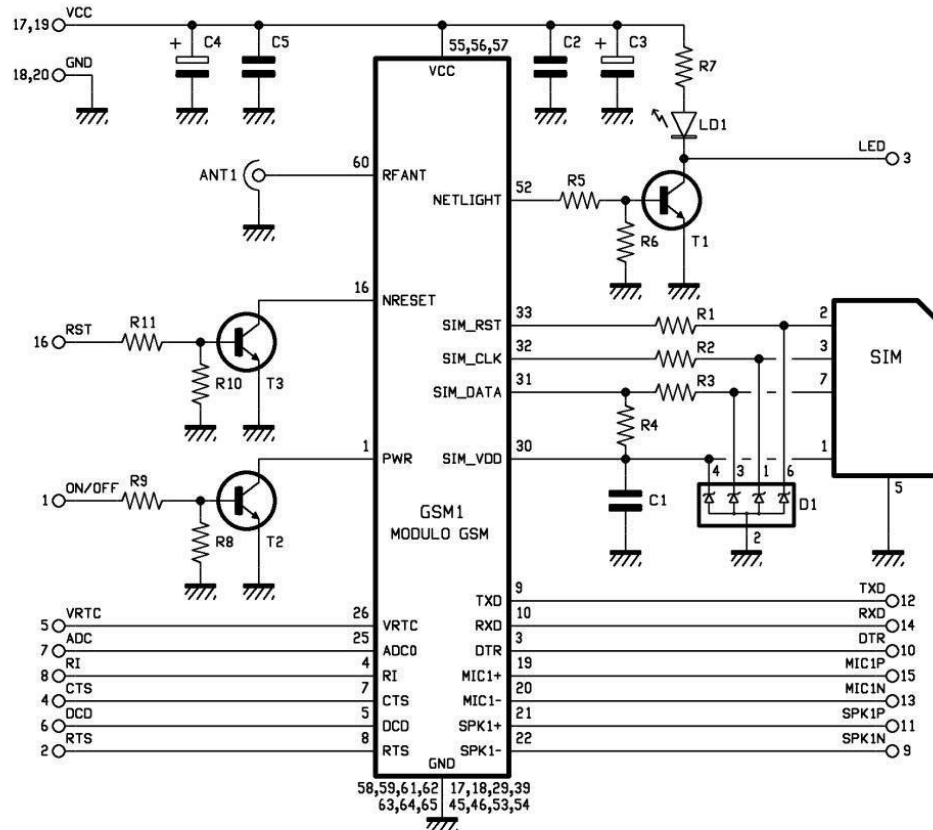 VCC
17,19
C4
C5
55,56,57
C2
C3
R7
GND
18,20
VCC
LD1
LED
3
ANT1
60
RFANT
NETLIGHT
52
R5
R6
T1
16
NRESET
RST
16
R11
R10
T3
SIM_RST
33
R1
2
SIM_CLK
32
R2
3
SIM
SIM_DATA
31
R3
7
R4
1
PWR
SIM_VDD
30
1
ON/OFF
1
R9
R8
T2
GSM1
MODULO GSM
C1
4
3
1
6
D1
2
5
VRTC
5
26
VRTC
ADC
7
25
ADC0
RI
8
4
RI
CTS
4
7
CTS
DCD
6
5
DCD
RTS
2
8
RTS
TXD
9
TXD
12
RXD
10
RXD
14
DTR
3
DTR
10
MIC1+
19
MIC1P
15
MIC1-
20
MIC1N
13
SPK1+
21
SPK1P
11
SPK1-
22
SPK1N
9
GND
58,59,61,62
63,64,65
17,18,29,39
45,46,53,54